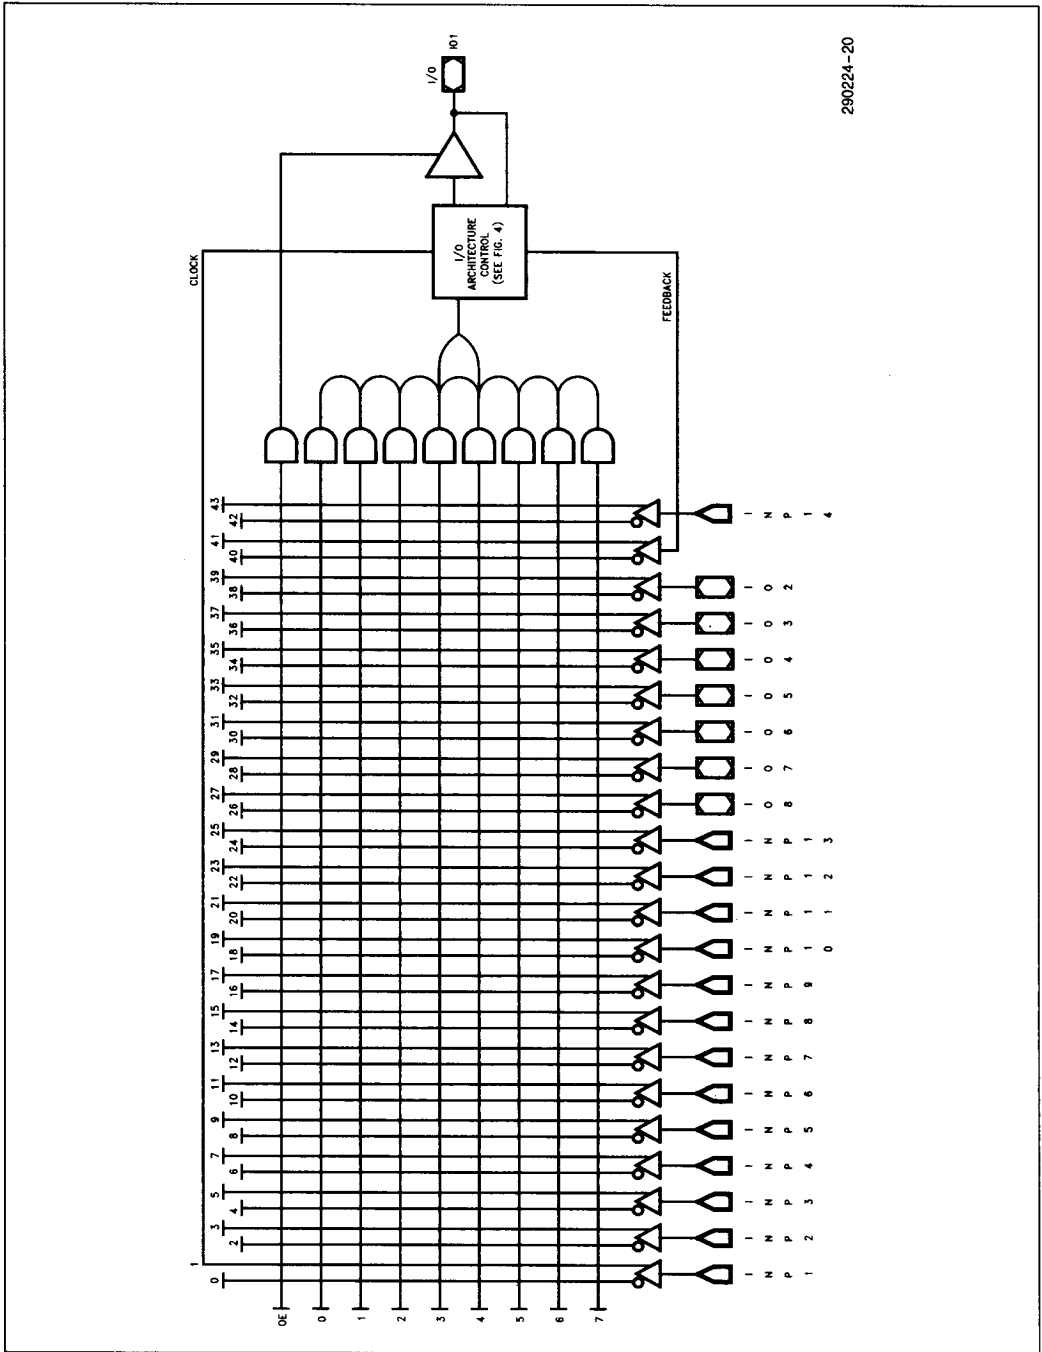 CLOCK
I/O
IO1
I/O
ARCHITECTURE
CONTROL
(SEE FIG. 4)
FEEDBACK
0
1
2
3
4
5
6
7
8
9
10
11
12
13
14
15
16
17
18
19
20
21
22
23
24
25
26
27
28
29
30
31
32
33
34
35
36
37
38
39
40
41
42
43
OE
0
1
2
3
4
5
6
7
INP1
INP2
INP3
INP4
INP5
INP6
INP7
INP8
INP9
INP10
INP11
INP12
INP13
IO8
IO7
IO6
IO5
IO4
IO3
IO2
INP14
290224-20